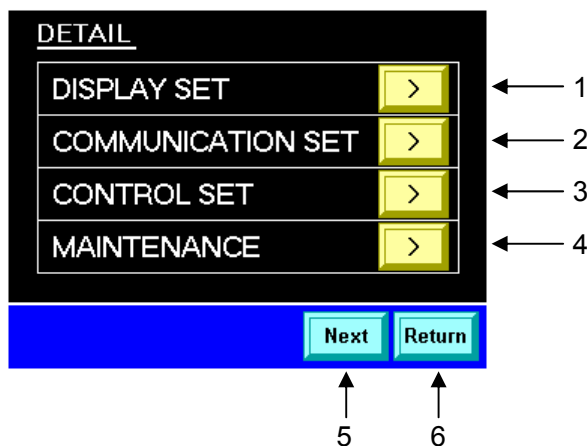 DETAIL
DISPLAY SET > 1
COMMUNICATION SET > 2
CONTROL SET > 3
MAINTENANCE > 4
Next Return
5 6